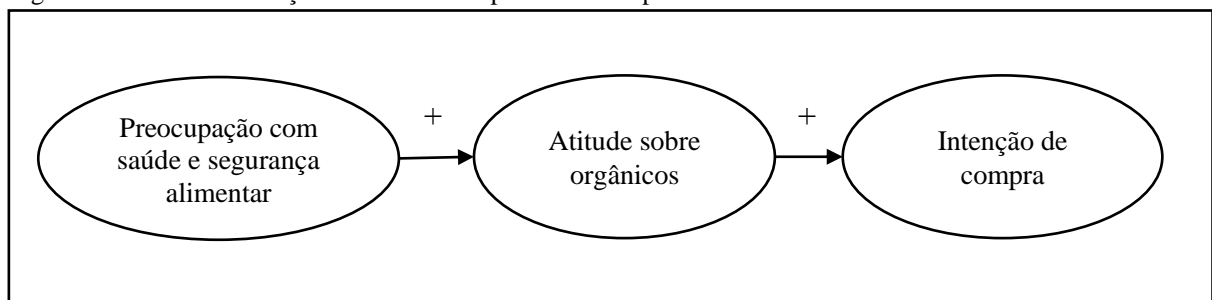 +
+
Preocupação com
saúde e segurança
alimentar
Atitude sobre
orgânicos
Intenção de
compra